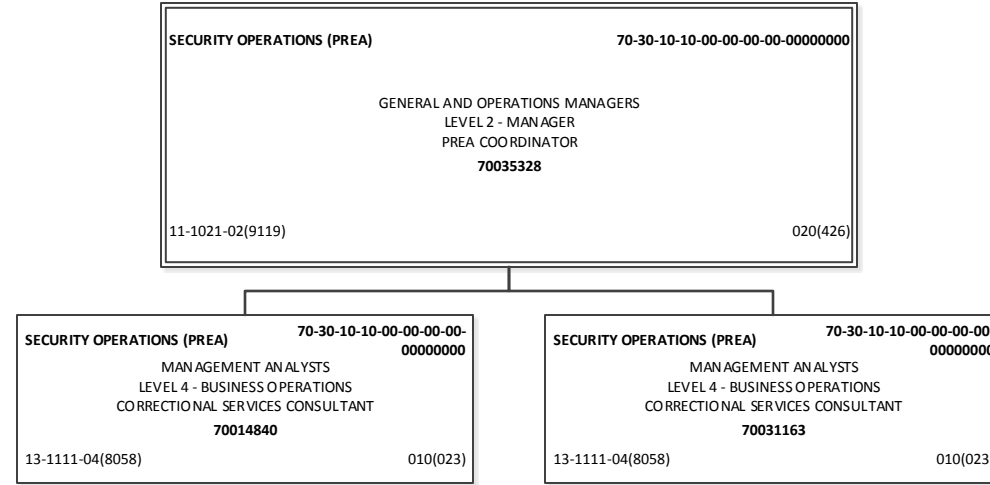 SECURITY OPERATIONS (PREA) 70-30-10-10-00-00-00-00-00000000
GENERAL AND OPERATIONS MANAGERS
LEVEL 2 - MANAGER
PREA COORDINATOR
70035328
11-1021-02(9119) 020(426)
SECURITY OPERATIONS (PREA) 70-30-10-10-00-00-00-00-
00000000
MANAGEMENT ANALYSTS
LEVEL 4 - BUSINESS OPERATIONS
CORRECTIONAL SERVICES CONSULTANT
70014840
13-1111-04(8058) 010(023)
SECURITY OPERATIONS (PREA) 70-30-10-10-00-00-00-00
00000000
MANAGEMENT ANALYSTS
LEVEL 4 - BUSINESS OPERATIONS
CORRECTIONAL SERVICES CONSULTANT
70031163
13-1111-04(8058) 010(023